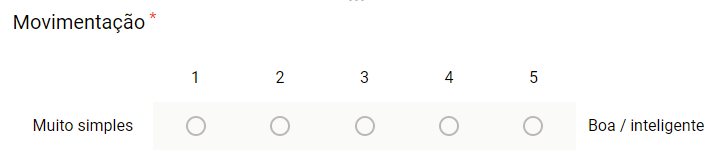 Movimentação *
1 2 3 4 5
Muito simples Boa / inteligente